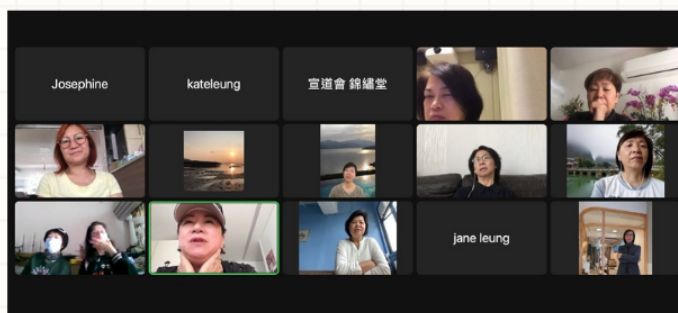 Josephine
kateleung
宣道會 錦繡堂
jane leung